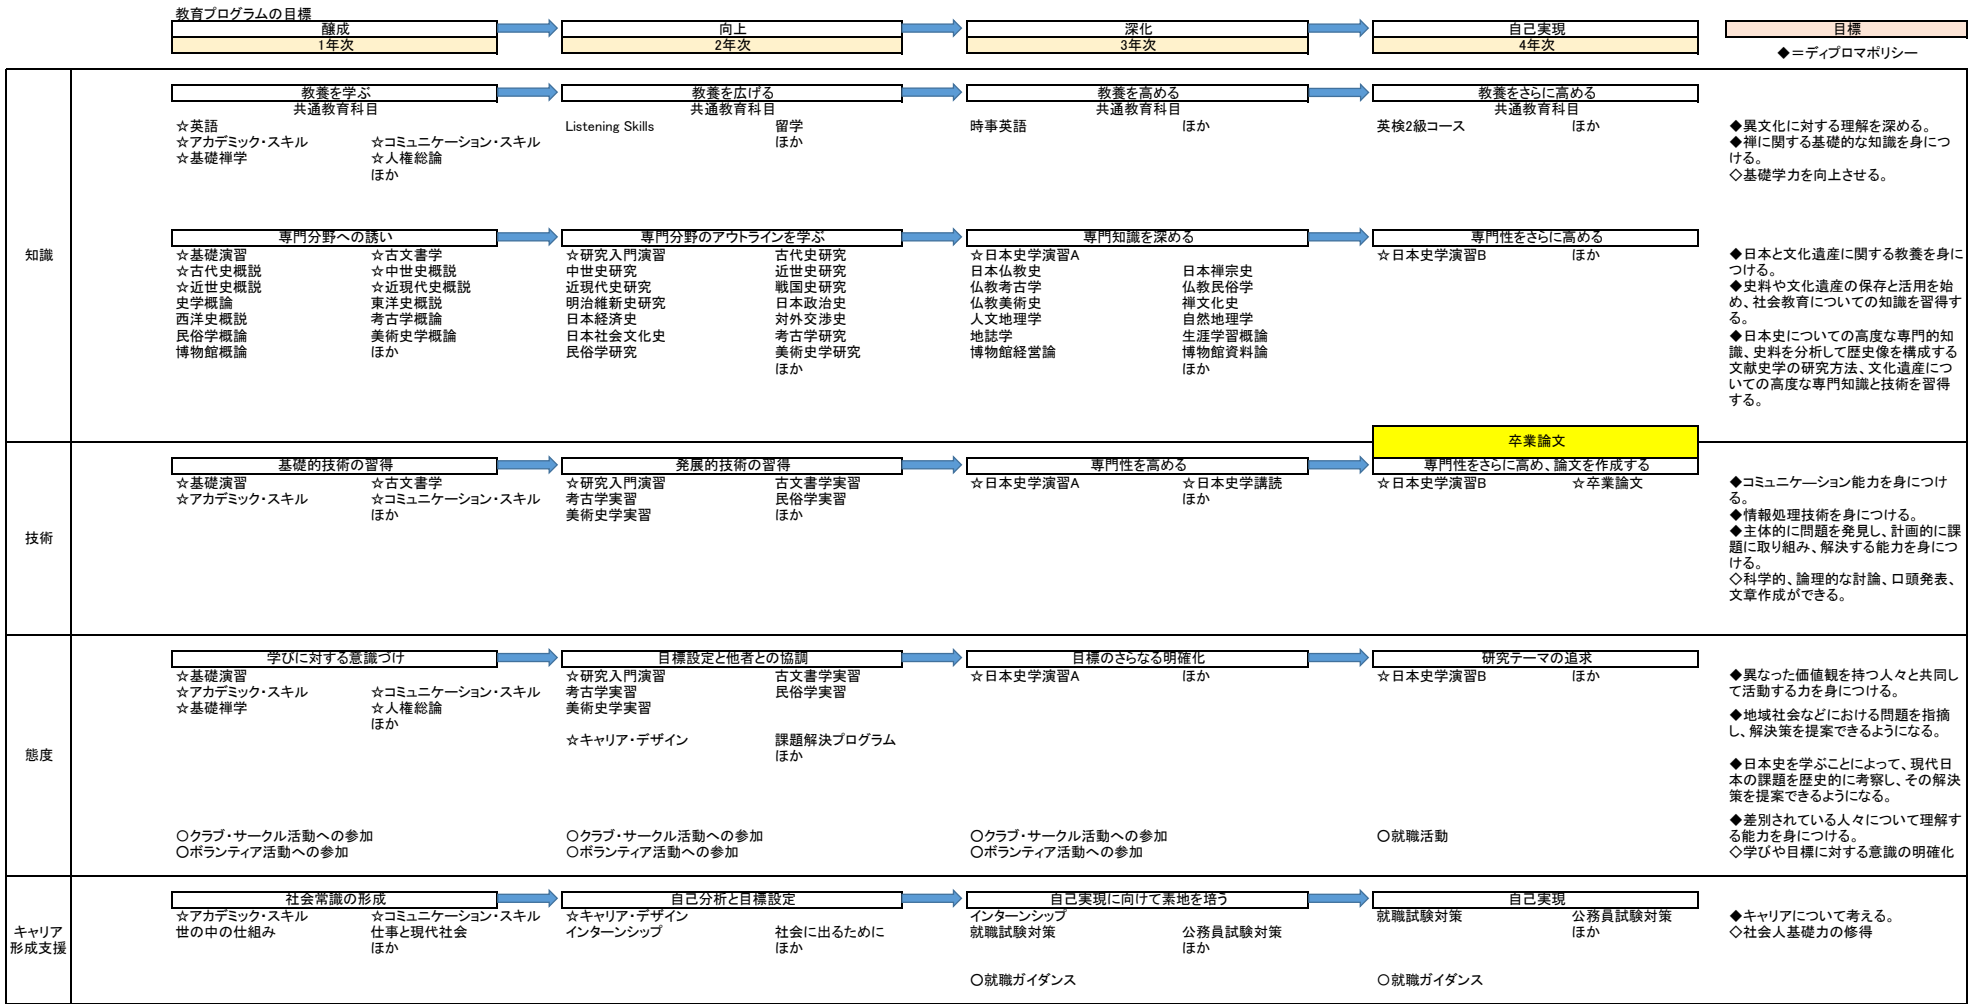 教育プログラムの目標
醸成 向上 深化 自己実現 目標
1年次 2年次 3年次 4年次
◆=ディプロマポリシー
知識
教養を学ぶ 教養を広げる 教養を高める 教養をさらに高める
共通教育科目 共通教育科目 共通教育科目 共通教育科目
☆英語 Listening Skills 留学 時事英語 ほか 英検2級コース ほか
☆アカデミック・スキル ☆コミュニケーション・スキル ほか
☆基礎禅学 ☆人権総論
ほか
◆異文化に対する理解を深める。
◆禅に関する基礎的な知識を身につ
ける。
◇基礎学力を向上させる。
専門分野への誘い 専門分野のアウトラインを学ぶ 専門知識を深める 専門性をさらに高める
☆基礎演習 ☆古文書学 ☆研究入門演習 古代史研究 ☆日本史学演習A ☆日本史学演習B ほか
☆古代史概説 ☆中世史概説 中世史研究 近世史研究 日本仏教史 日本禅宗史
☆近世史概説 ☆近現代史概説 近現代史研究 戦国史研究 仏教考古学 仏教民俗学
史学概論 東洋史概説 明治維新史研究 日本政治史 仏教美術史 禅文化史
西洋史概説 考古学概論 日本経済史 対外交渉史 人文地理学 自然地理学
民俗学概論 美術史学概論 日本社会文化史 考古学研究 地誌学 生涯学習概論
博物館概論 ほか 民俗学研究 美術史学研究 博物館経営論 博物館資料論
ほか ほか
◆日本と文化遺産に関する教養を身に
つける。
◆史料や文化遺産の保存と活用を始
め、社会教育についての知識を習得す
る。
◆日本史についての高度な専門的知
識、史料を分析して歴史像を構成する
文献史学の研究方法、文化遺産につ
いての高度な専門知識と技術を習得
する。
卒業論文
技術
基礎的技術の習得 発展的技術の習得 専門性を高める 専門性をさらに高め、論文を作成する
☆基礎演習 ☆古文書学 ☆研究入門演習 古文書学実習 ☆日本史学演習A ☆日本史学講読 ☆日本史学演習B ☆卒業論文
☆アカデミック・スキル ☆コミュニケーション・スキル 考古学実習 民俗学実習 ほか
ほか 美術史学実習 ほか
◆コミュニケ―ション能力を身につけ
る。
◆情報処理技術を身につける。
◆主体的に問題を発見し、計画的に課
題に取り組み、解決する能力を身につ
ける。
◇科学的、論理的な討論、口頭発表、
文章作成ができる。
態度
学びに対する意識づけ 目標設定と他者との協調 目標のさらなる明確化 研究テーマの追求
☆基礎演習 ☆研究入門演習 古文書学実習 ☆日本史学演習A ほか ☆日本史学演習B ほか
☆アカデミック・スキル ☆コミュニケーション・スキル 考古学実習 民俗学実習
☆基礎禅学 ☆人権総論 美術史学実習
ほか
☆キャリア・デザイン 課題解決プログラム
ほか
○クラブ・サークル活動への参加 ○クラブ・サークル活動への参加 ○クラブ・サークル活動への参加 ○就職活動
○ボランティア活動への参加 ○ボランティア活動への参加 ○ボランティア活動への参加
◆異なった価値観を持つ人々と共同し
て活動する力を身につける。
◆地域社会などにおける問題を指摘
し、解決策を提案できるようになる。
◆日本史を学ぶことによって、現代日
本の課題を歴史的に考察し、その解決
策を提案できるようになる。
◆差別されている人々について理解す
る能力を身につける。
◇学びや目標に対する意識の明確化
キャリア
形成支援
社会常識の形成 自己分析と目標設定 自己実現に向けて素地を培う 自己実現
☆アカデミック・スキル ☆コミュニケーション・スキル ☆キャリア・デザイン インターンシップ 就職試験対策 公務員試験対策
世の中の仕組み 仕事と現代社会 インターンシップ 社会に出るために 就職試験対策 公務員試験対策 ほか
ほか ほか ほか
○就職ガイダンス ○就職ガイダンス
◆キャリアについて考える。
◇社会人基礎力の修得